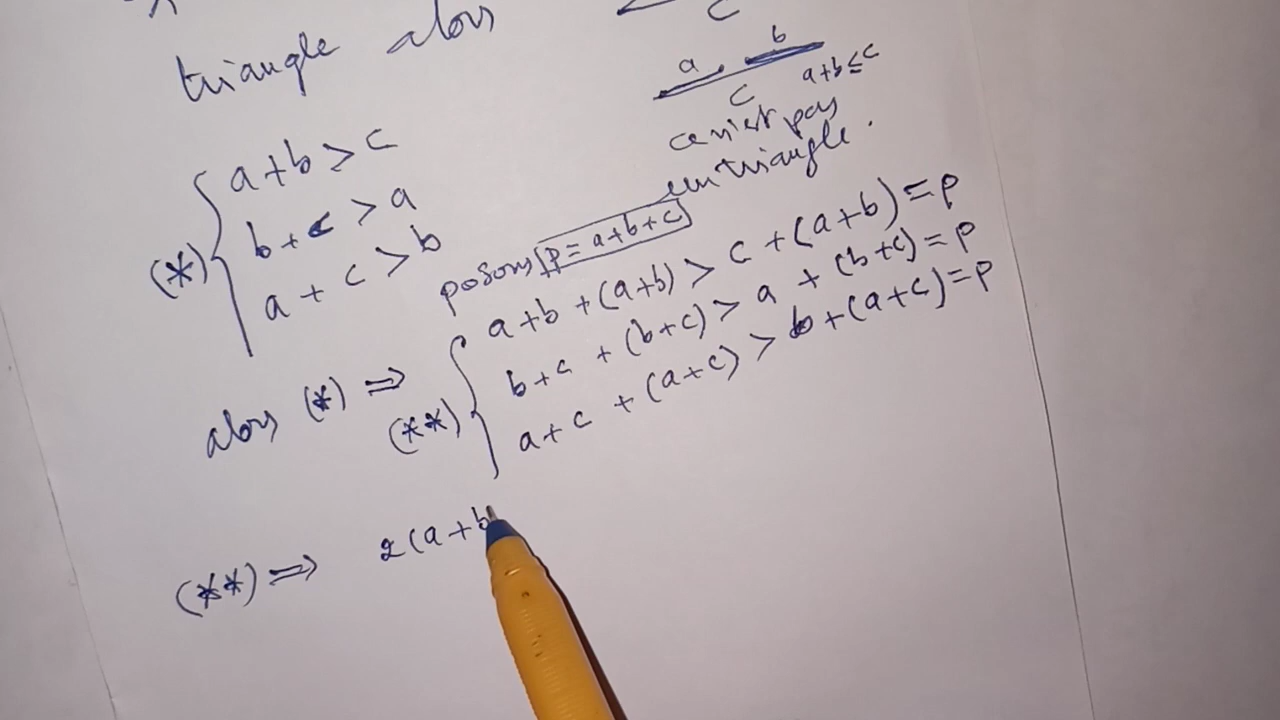 c
triangle alors
a b
c a+b≤c
ce n'est pas
un triangle.
a+b>c
(*) b+c>a
a+c>b
posons p=a+b+c
alors (*) ⇒ (**)
a+b+(a+b)>c+(a+b)=p
b+c+(b+c)>a+(b+c)=p
a+c+(a+c)>b+(a+c)=p
(**)⇒ 2(a+b